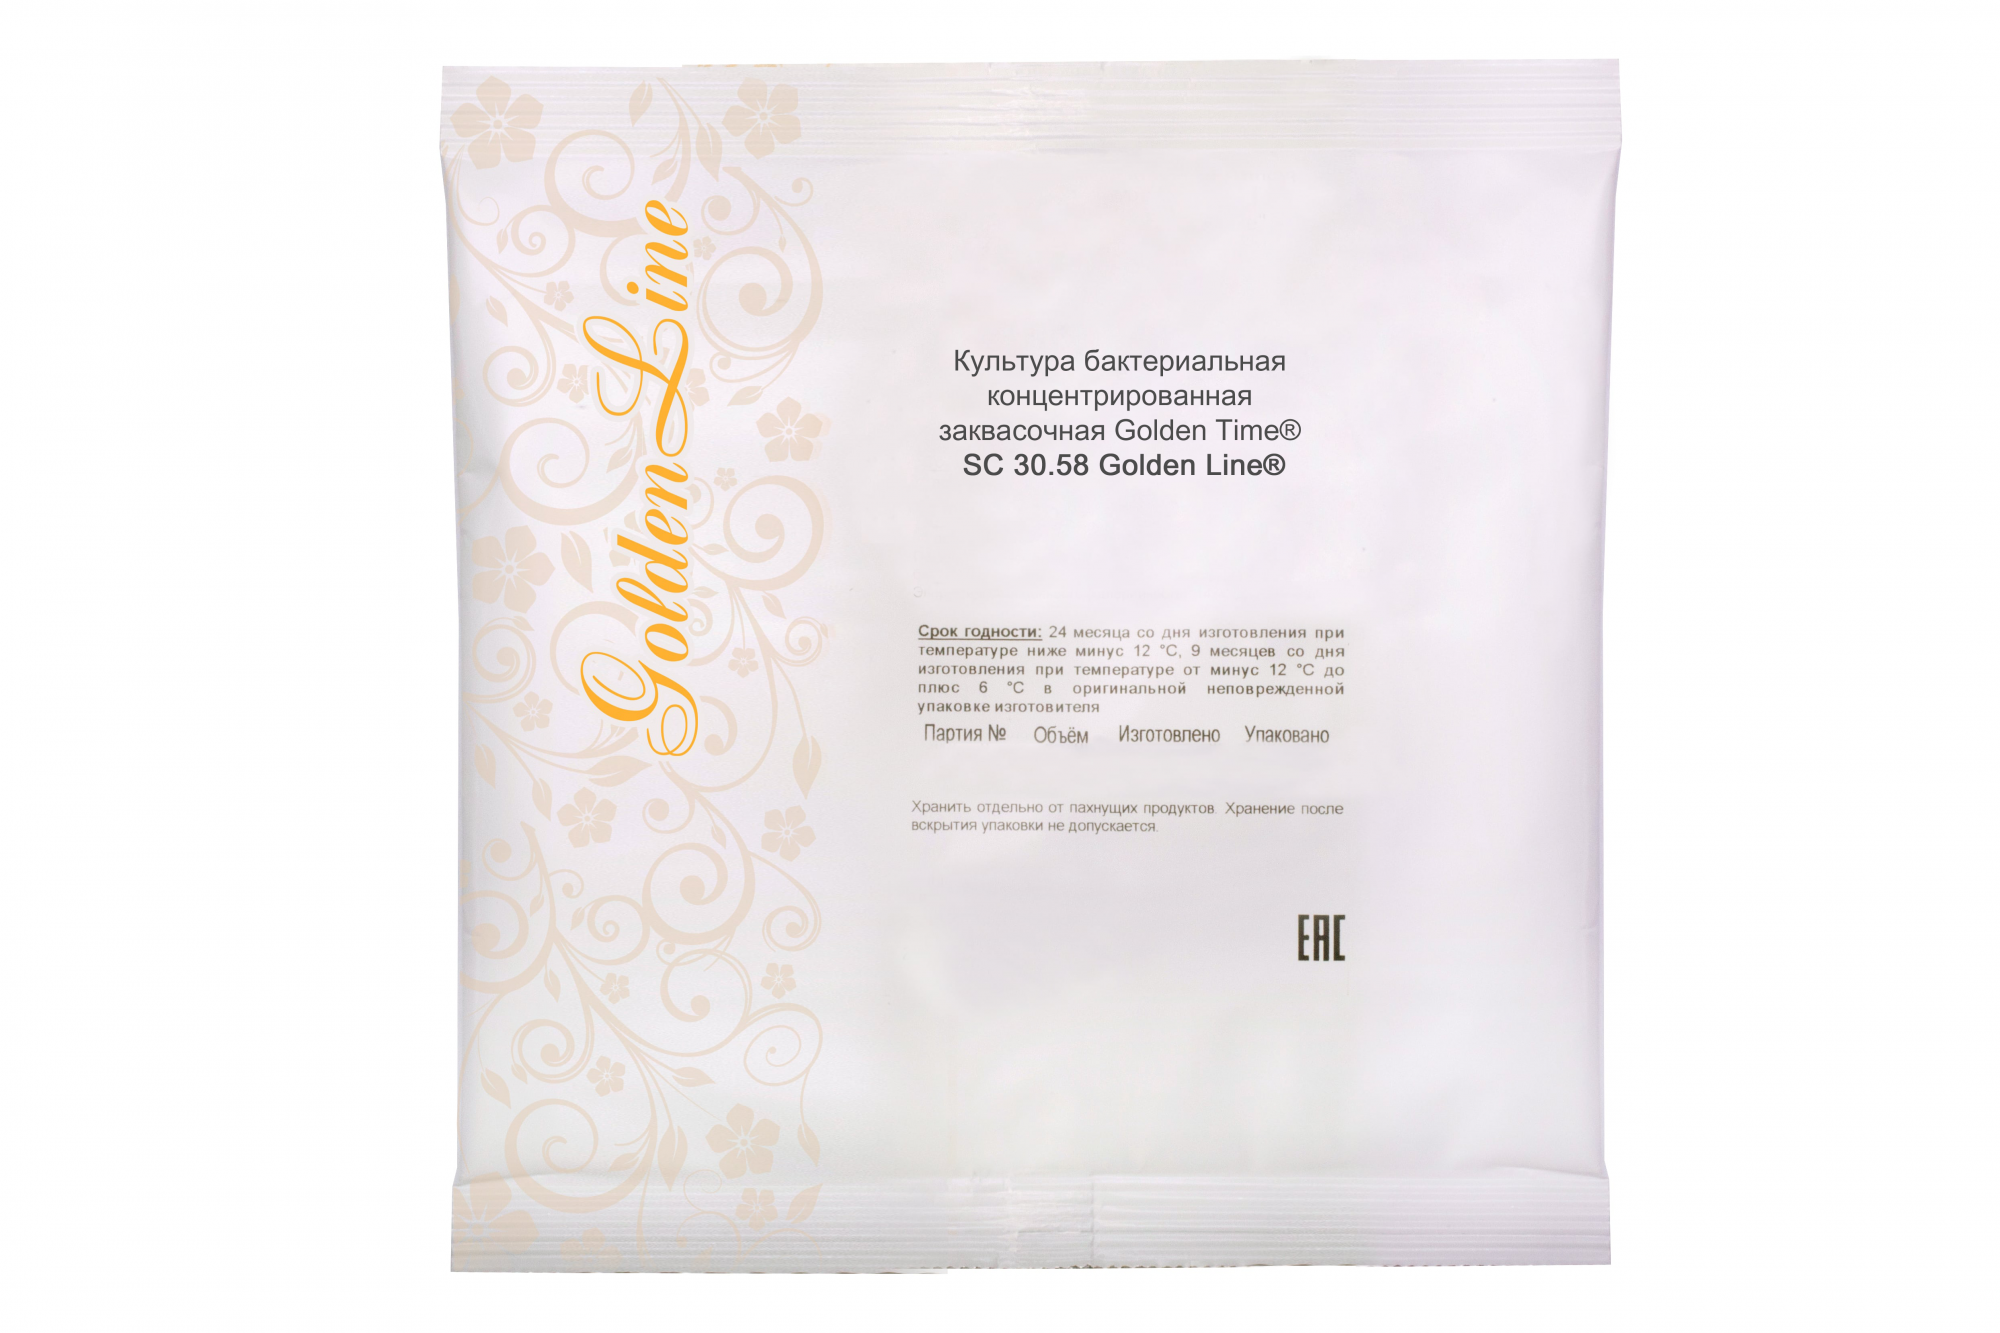 Golden Line
Культура бактериальная
концентрированная
заквасочная Golden Time®
SC 30.58 Golden Line®
Срок годности: 24 месяца со дня изготовления при
температуре ниже минус 12 °С, 9 месяцев со дня
изготовления при температуре от минус 12 °С до
плюс 6 °С в оригинальной неповрежденной
упаковке изготовителя
Партия № Объём Изготовлено Упаковано
Хранить отдельно от пахнущих продуктов. Хранение после
вскрытия упаковки не допускается.
EAC